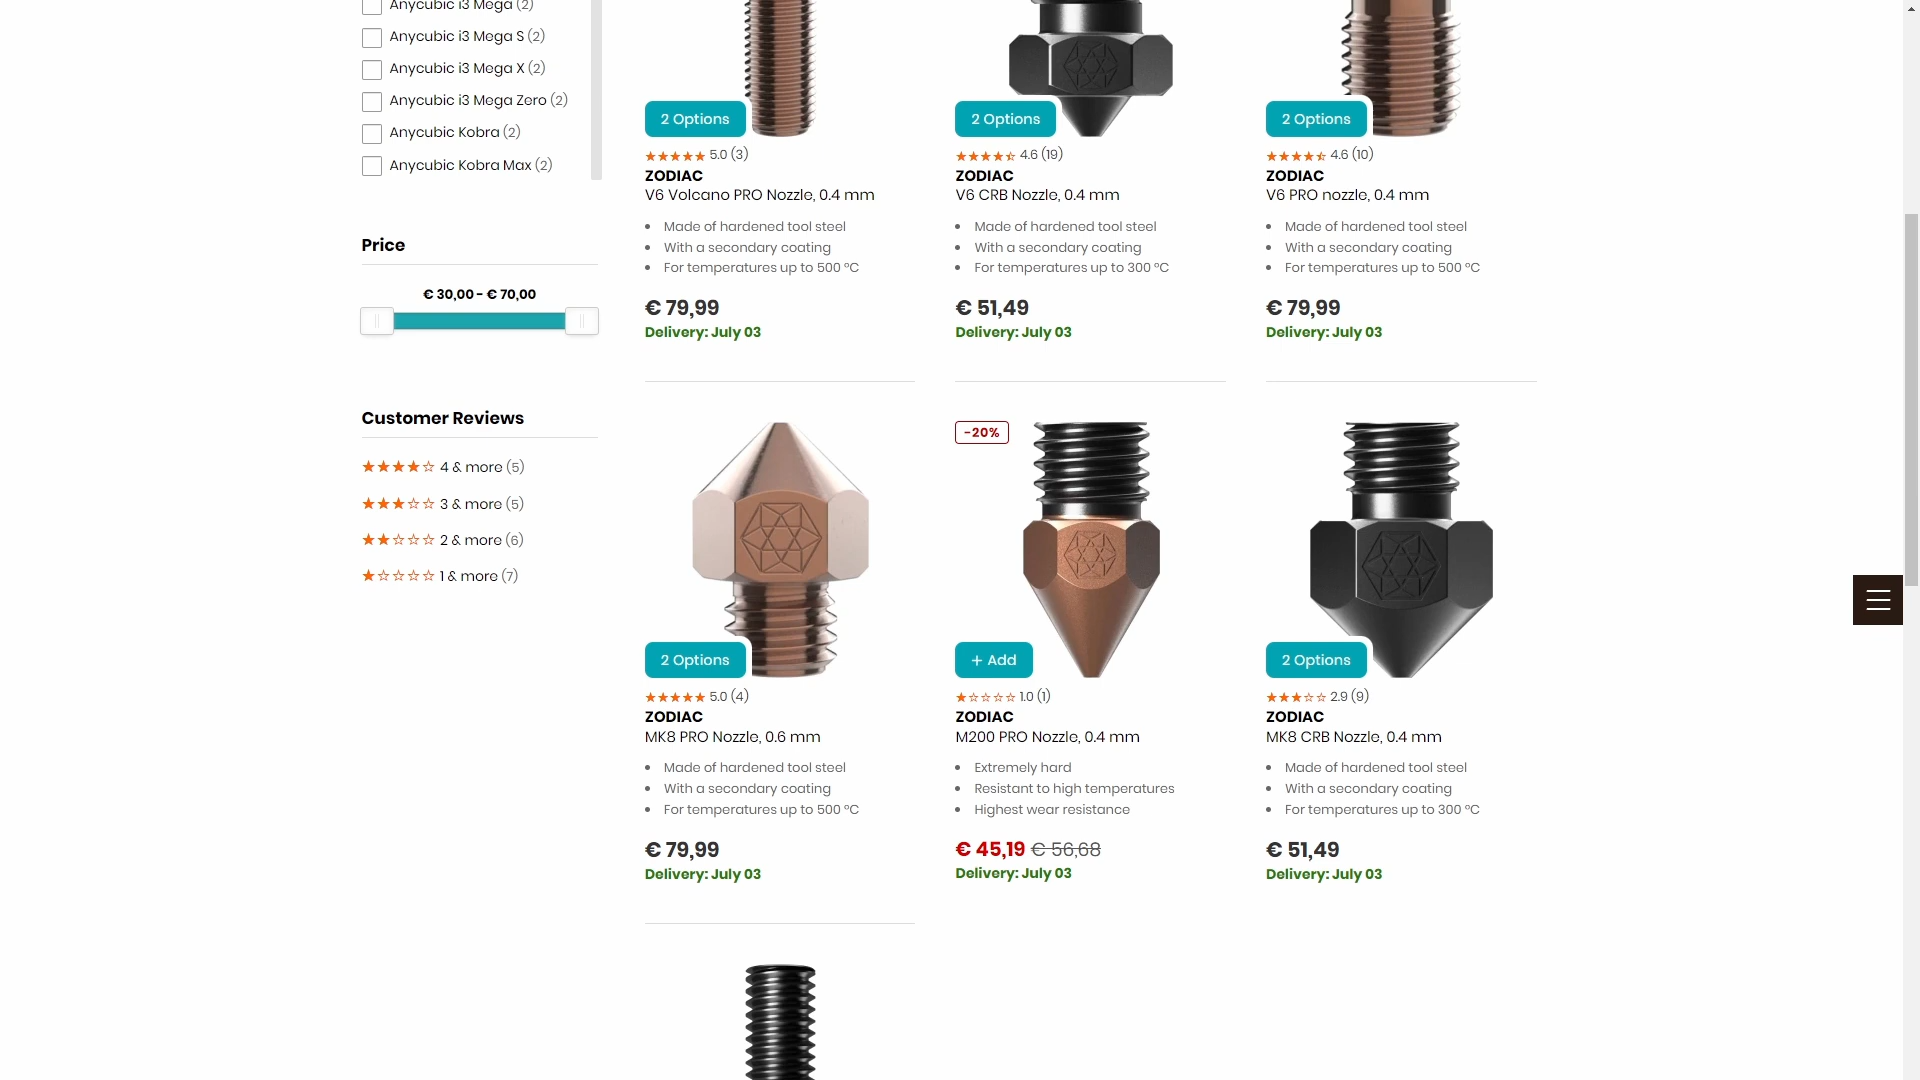 Anycubic i3 Mega (2)
Anycubic i3 Mega S (2)
Anycubic i3 Mega X (2)
Anycubic i3 Mega Zero (2)
Anycubic Kobra (2)
Anycubic Kobra Max (2)
Price
€ 30,00 - € 70,00
Customer Reviews
4 & more (5)
3 & more (5)
2 & more (6)
1 & more (7)
2 Options
5.0 (3)
ZODIAC
V6 Volcano PRO Nozzle, 0.4 mm
Made of hardened tool steel
With a secondary coating
For temperatures up to 500 °C
€ 79,99
Delivery: July 03
2 Options
4.6 (19)
ZODIAC
V6 CRB Nozzle, 0.4 mm
Made of hardened tool steel
With a secondary coating
For temperatures up to 300 °C
€ 51,49
Delivery: July 03
2 Options
4.6 (10)
ZODIAC
V6 PRO nozzle, 0.4 mm
Made of hardened tool steel
With a secondary coating
For temperatures up to 500 °C
€ 79,99
Delivery: July 03
2 Options
5.0 (4)
ZODIAC
MK8 PRO Nozzle, 0.6 mm
Made of hardened tool steel
With a secondary coating
For temperatures up to 500 °C
€ 79,99
Delivery: July 03
-20%
+ Add
1.0 (1)
ZODIAC
M200 PRO Nozzle, 0.4 mm
Extremely hard
Resistant to high temperatures
Highest wear resistance
€ 45,19 € 56,68
Delivery: July 03
2 Options
2.9 (9)
ZODIAC
MK8 CRB Nozzle, 0.4 mm
Made of hardened tool steel
With a secondary coating
For temperatures up to 300 °C
€ 51,49
Delivery: July 03